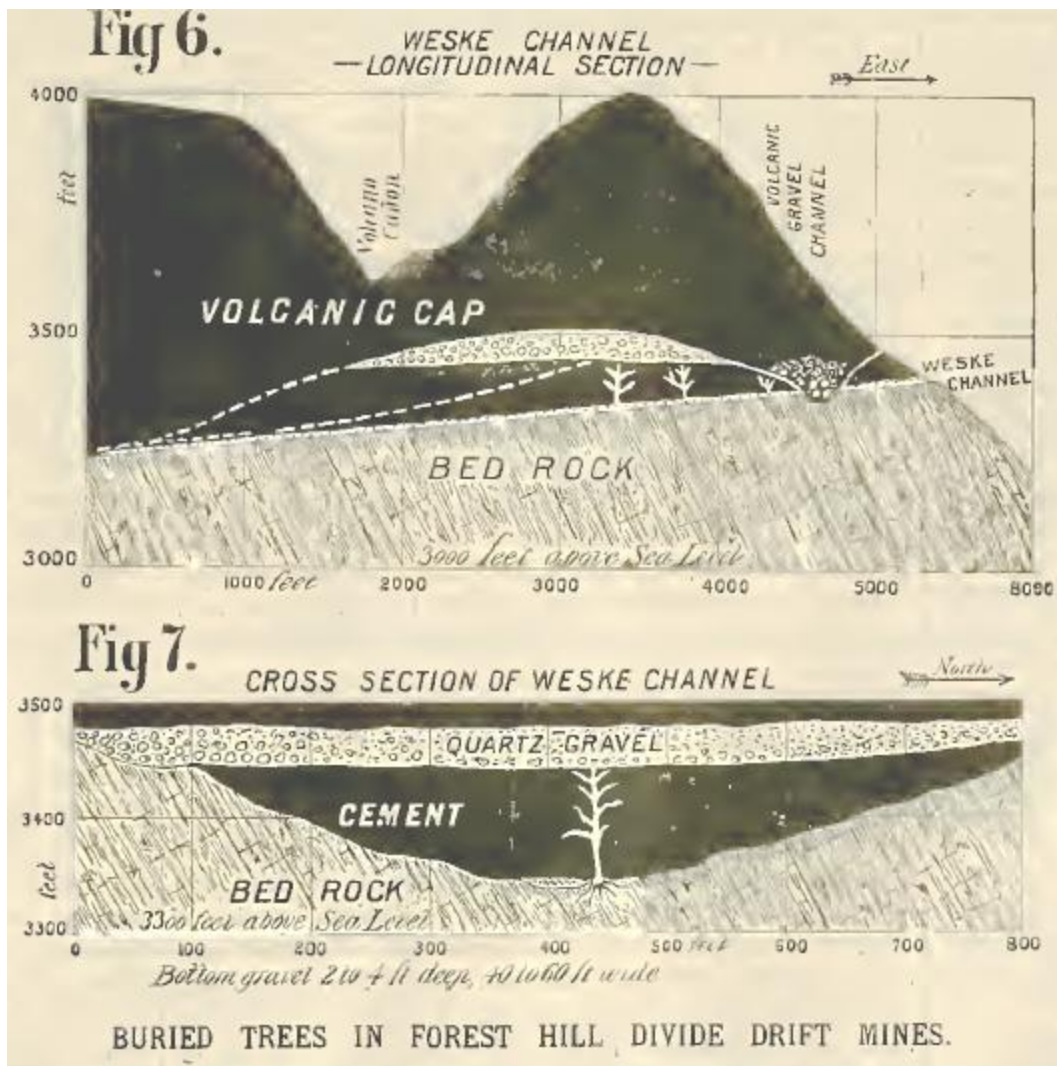 Fig 6.
WESKE CHANNEL
— LONGITUDINAL SECTION —
East
4000
feet
Volcano
Cañon
VOLCANIC
GRAVEL
CHANNEL
VOLCANIC CAP
3500
WESKE
CHANNEL
BED ROCK
3000
3000 feet above Sea Level
0 1000 feet 2000 3000 4000 5000 8000
Fig 7.
CROSS SECTION OF WESKE CHANNEL
North
3500
QUARTZ GRAVEL
CEMENT
3400
feet
BED ROCK
3300 feet above Sea Level
3300
0 100 200 300 400 500 feet 600 700 800
Bottom gravel 2 to 4 ft deep, 40 to 60 ft wide
BURIED TREES IN FOREST HILL DIVIDE DRIFT MINES.